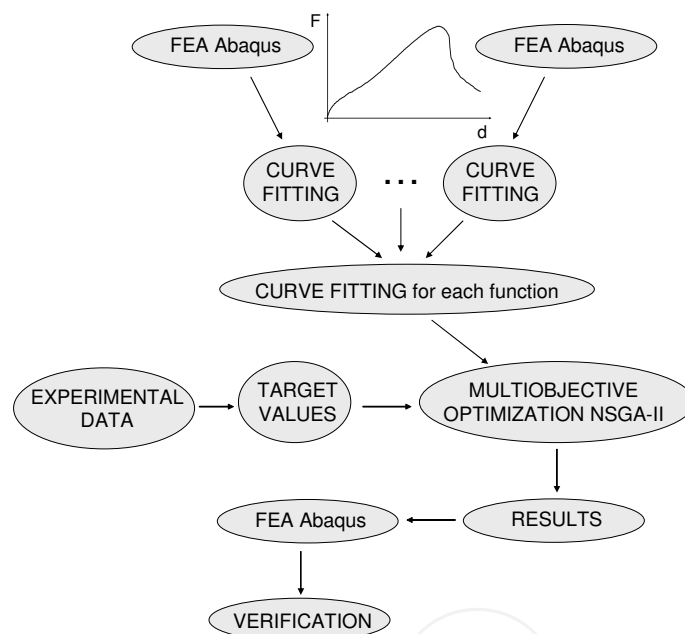 F
FEA Abaqus
FEA Abaqus
d
CURVE
FITTING
...
CURVE
FITTING
CURVE FITTING for each function
EXPERIMENTAL
DATA
TARGET
VALUES
MULTIOBJECTIVE
OPTIMIZATION NSGA-II
FEA Abaqus
RESULTS
VERIFICATION